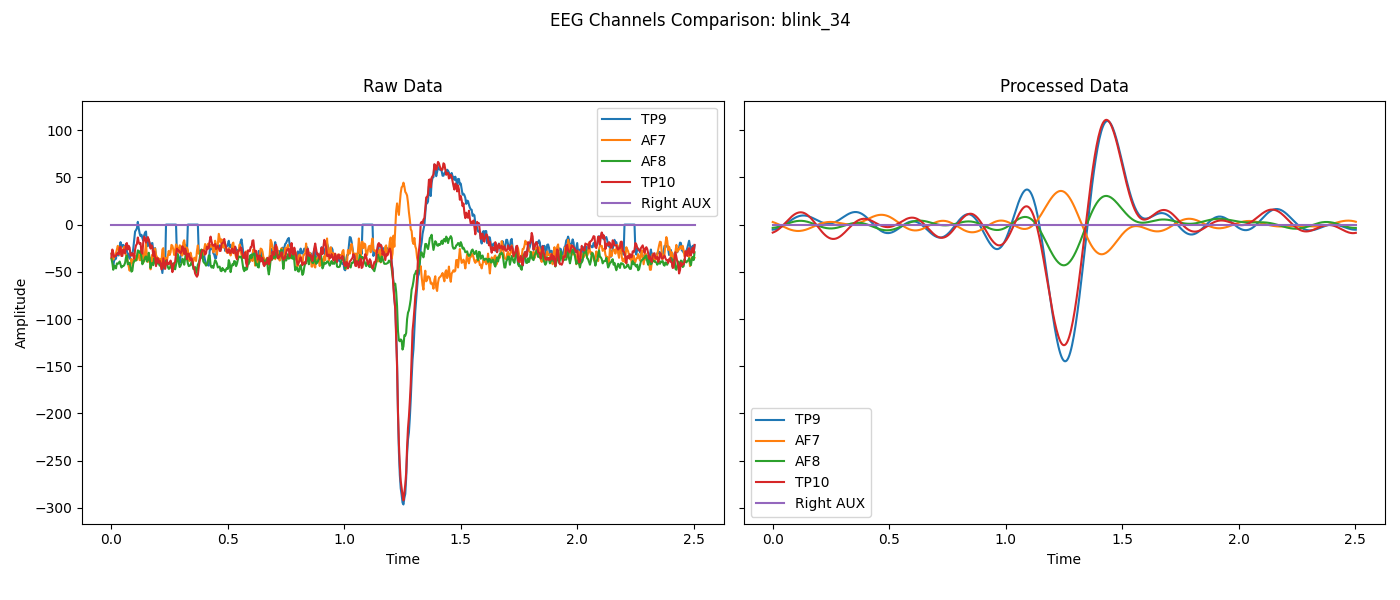 EEG Channels Comparison: blink_34
Raw Data
Amplitude
100
50
0
−50
−100
−150
−200
−250
−300
TP9
AF7
AF8
TP10
Right AUX
0.0 0.5 1.0 1.5 2.0 2.5
Time
Processed Data
TP9
AF7
AF8
TP10
Right AUX
0.0 0.5 1.0 1.5 2.0 2.5
Time